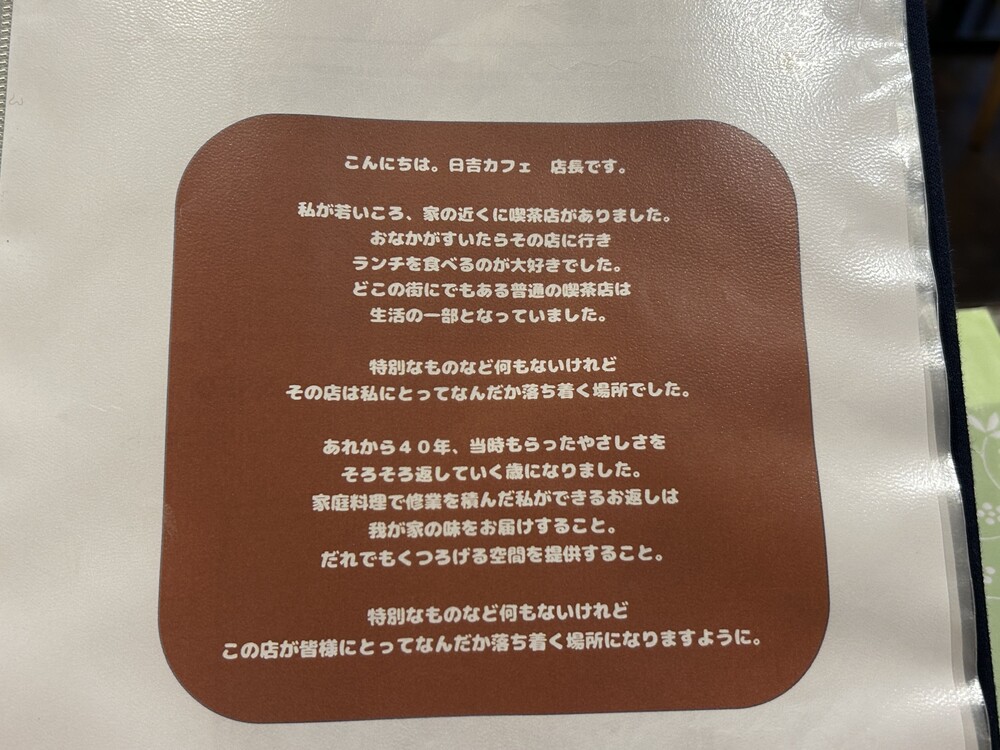 こんにちは。日吉カフェ　店長です。
私が若いころ、家の近くに喫茶店がありました。
おなかがすいたらその店に行き
ランチを食べるのが大好きでした。
どこの街にでもある普通の喫茶店は
生活の一部となっていました。
特別なものなど何もないけれど
その店は私にとってなんだか落ち着く場所でした。
あれから４０年、当時もらったやさしさを
そろそろ返していく歳になりました。
家庭料理で修業を積んだ私ができるお返しは
我が家の味をお届けすること。
だれでもくつろげる空間を提供すること。
特別なものなど何もないけれど
この店が皆様にとってなんだか落ち着く場所になりますように。